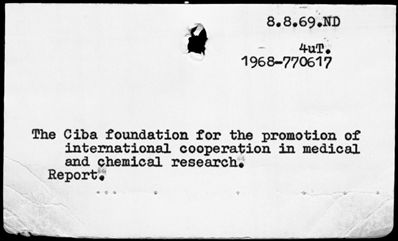 8.8.69.ND
4uT.
1968-770617
The Ciba foundation for the promotion of
international cooperation in medical
and chemical research.
Report.